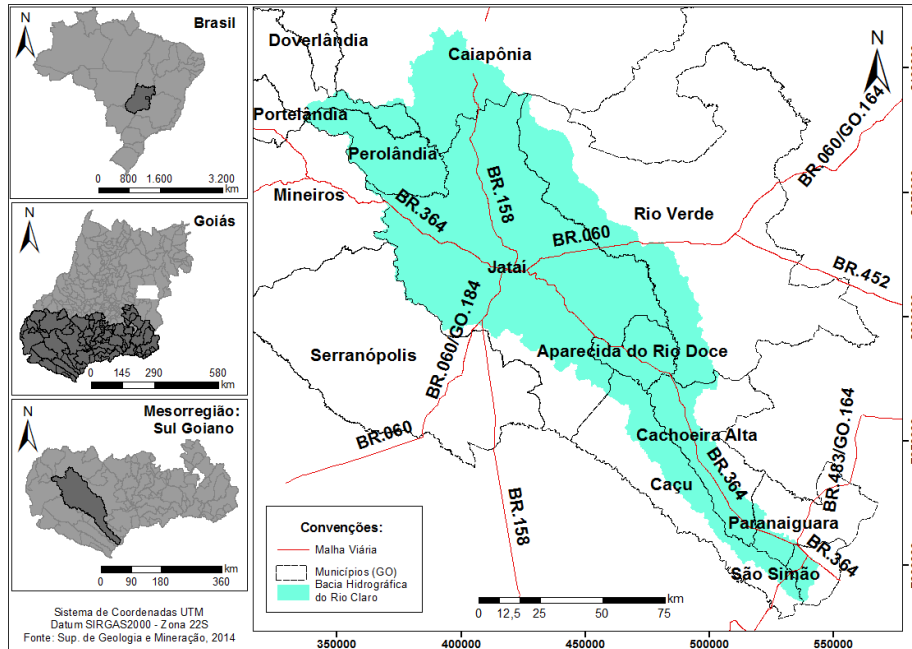 Brasil
N
0 800 1.600 3.200
km
Goiás
N
0 145 290 580
km
Mesorregião:
Sul Goiano
N
0 90 180 360
km
Sistema de Coordenadas UTM
Datum SIRGAS2000 - Zona 22S
Fonte: Sup. de Geologia e Mineração, 2014
N
Doverlândia
Caiapônia
Portelândia
Perolândia
Mineiros
BR.364
BR.158
BR.060/GO.164
Rio Verde
BR.060
BR.452
Jataí
BR.060/GO.184
Serranópolis
Aparecida do Rio Doce
BR.060
Cachoeira Alta
BR.483/GO.164
Caçu
BR.364
BR.158
Paranaiguara
BR.364
São Simão
Convenções:
Malha Viária
Municípios (GO)
Bacia Hidrográfica
do Rio Claro
km
0 12,5 25 50 75
350000 400000 450000 500000 550000